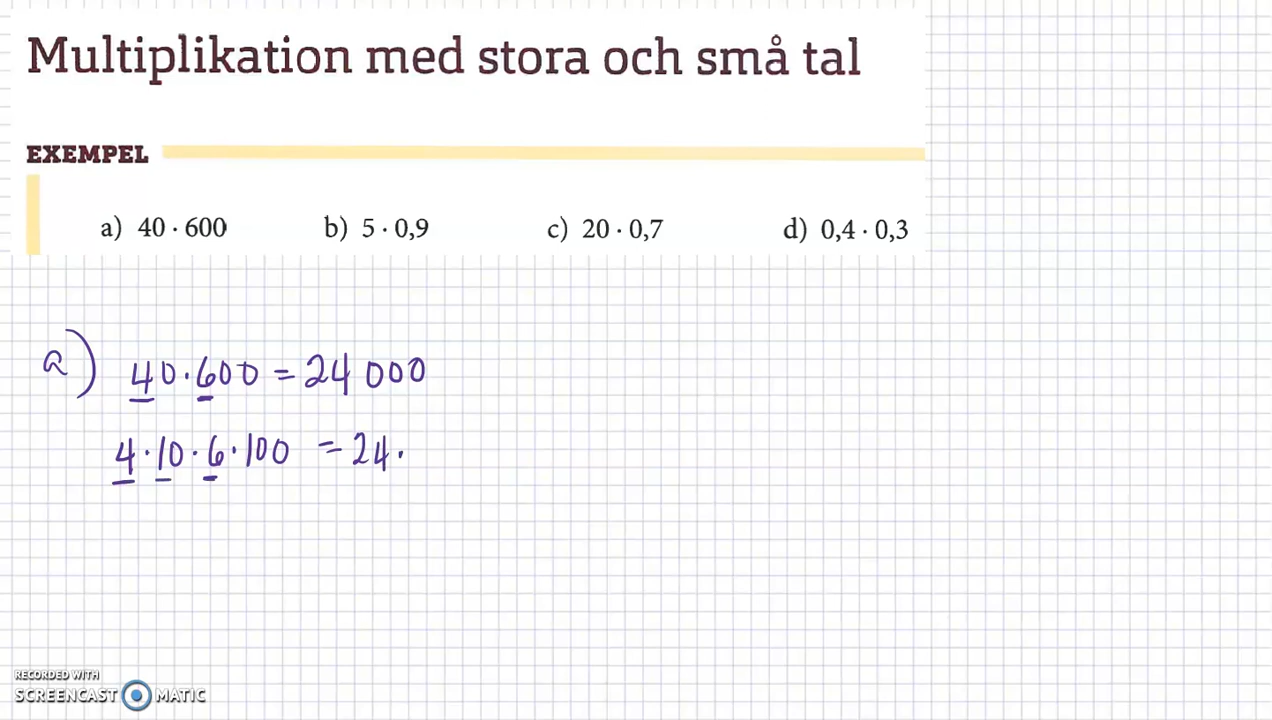 Multiplikation med stora och små tal
EXEMPEL
a) 40 · 600 b) 5 · 0,9 c) 20 · 0,7 d) 0,4 · 0,3
a) 40·600 = 24 000
4·10·6·100 = 24·
RECORDED WITH
SCREENCAST MATIC